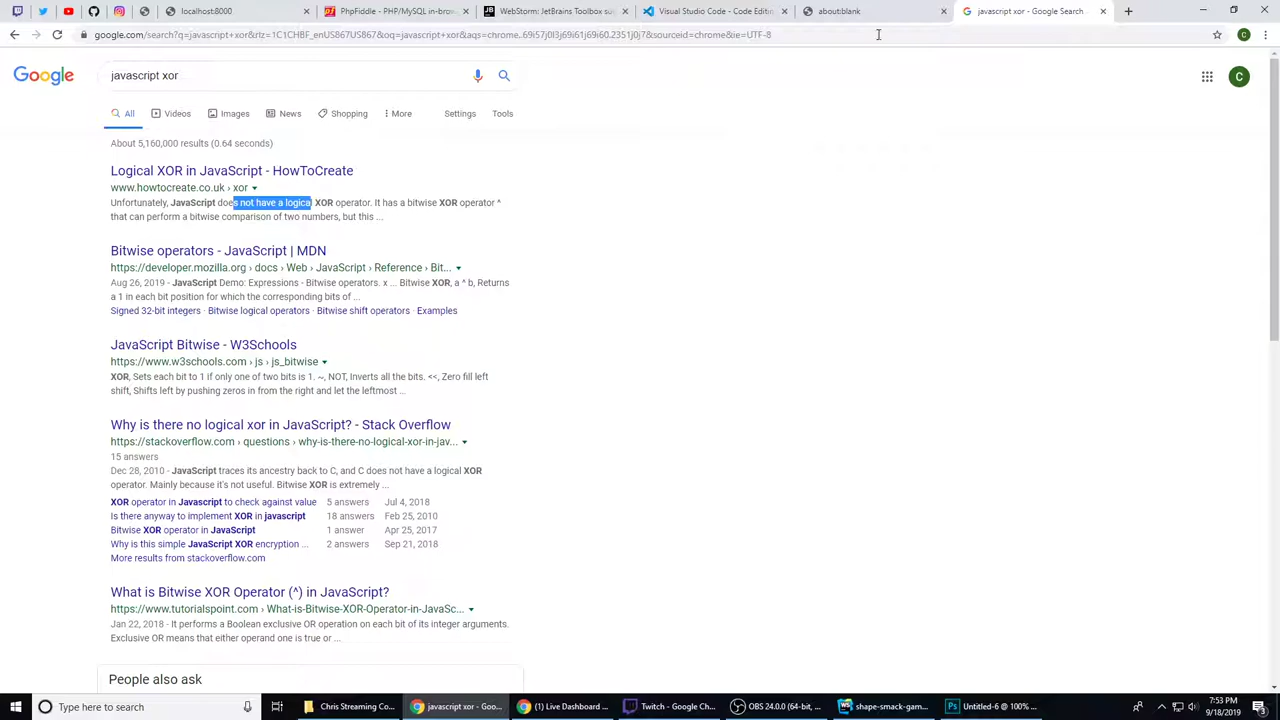 localhost:8000
PhpFiddle - PHP/MySQL in-brow
WebStorm: JetBrains Toolbox su
Visual Studio Code - Code Editin
about:blank
javascript xor - Google Search
google.com/search?q=javascript+xor&rlz=1C1CHBF_enUS867US867&oq=javascript+xor&aqs=chrome..69i57j0l3j69i61j69i60.2351j0j7&sourceid=chrome&ie=UTF-8
Google
javascript xor
All Videos Images News Shopping More Settings Tools
About 5,160,000 results (0.64 seconds)
Logical XOR in JavaScript - HowToCreate
www.howtocreate.co.uk › xor
Unfortunately, JavaScript does not have a logical XOR operator. It has a bitwise XOR operator ^
that can perform a bitwise comparison of two numbers, but this ...
Bitwise operators - JavaScript | MDN
https://developer.mozilla.org › docs › Web › JavaScript › Reference › Bit...
Aug 26, 2019 - JavaScript Demo: Expressions - Bitwise operators. x ... Bitwise XOR, a ^ b, Returns
a 1 in each bit position for which the corresponding bits of ...
Signed 32-bit integers · Bitwise logical operators · Bitwise shift operators · Examples
JavaScript Bitwise - W3Schools
https://www.w3schools.com › js › js_bitwise
XOR, Sets each bit to 1 if only one of two bits is 1. ~, NOT, Inverts all the bits. <<, Zero fill left
shift, Shifts left by pushing zeros in from the right and let the leftmost ...
Why is there no logical xor in JavaScript? - Stack Overflow
https://stackoverflow.com › questions › why-is-there-no-logical-xor-in-jav...
15 answers
Dec 28, 2010 - JavaScript traces its ancestry back to C, and C does not have a logical XOR
operator. Mainly because it's not useful. Bitwise XOR is extremely ...
XOR operator in Javascript to check against value 5 answers Jul 4, 2018
Is there anyway to implement XOR in javascript 18 answers Feb 25, 2010
Bitwise XOR operator in JavaScript 1 answer Apr 25, 2017
Why is this simple JavaScript XOR encryption ... 2 answers Sep 21, 2018
More results from stackoverflow.com
What is Bitwise XOR Operator (^) in JavaScript?
https://www.tutorialspoint.com › What-is-Bitwise-XOR-Operator-in-JavaSc...
Jan 22, 2018 - It performs a Boolean exclusive OR operation on each bit of its integer arguments.
Exclusive OR means that either operand one is true or ...
People also ask
Type here to search
Chris Streaming Co...
javascript xor - Goo...
(1) Live Dashboard ...
Twitch - Google Ch...
OBS 24.0.0 (64-bit, ...
shape-smack-gam...
Untitled-6 @ 100% ...
7:53 PM
9/18/2019